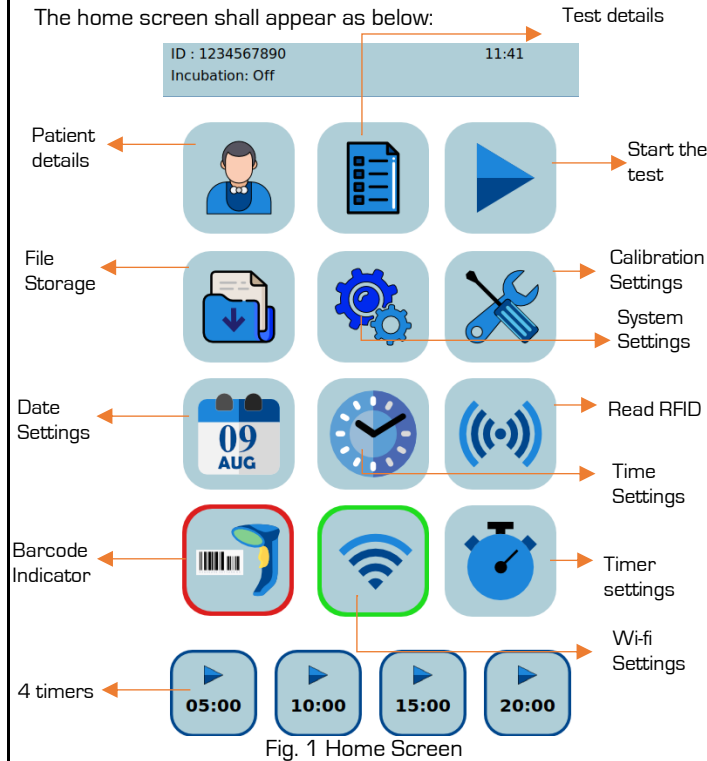 The home screen shall appear as below:
Test details
ID : 1234567890 11:41
Incubation: Off
Patient
details
Start the
test
File
Storage
Calibration
Settings
System
Settings
Date
Settings
09
AUG
Read RFID
Time
Settings
Barcode
Indicator
Timer
settings
Wi-fi
Settings
4 timers
05:00 10:00 15:00 20:00
Fig. 1 Home Screen